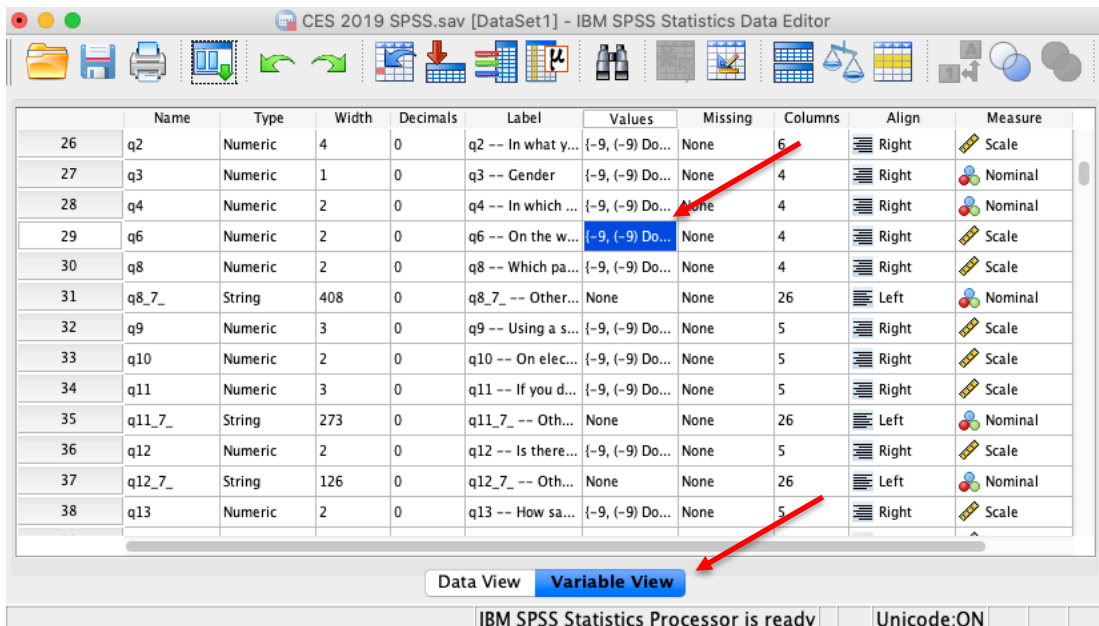 CES 2019 SPSS.sav [DataSet1] - IBM SPSS Statistics Data Editor
Name Type Width Decimals Label Values Missing Columns Align Measure
26 q2 Numeric 4 0 q2 -- In what y... {-9, (-9) Do... None 6 Right Scale
27 q3 Numeric 1 0 q3 -- Gender {-9, (-9) Do... None 4 Right Nominal
28 q4 Numeric 2 0 q4 -- In which ... {-9, (-9) Do... None 4 Right Nominal
29 q6 Numeric 2 0 q6 -- On the w... {-9, (-9) Do... None 4 Right Scale
30 q8 Numeric 2 0 q8 -- Which pa... {-9, (-9) Do... None 4 Right Scale
31 q8_7_ String 408 0 q8_7_ -- Other... None None 26 Left Nominal
32 q9 Numeric 3 0 q9 -- Using a s... {-9, (-9) Do... None 5 Right Scale
33 q10 Numeric 2 0 q10 -- On elec... {-9, (-9) Do... None 5 Right Scale
34 q11 Numeric 3 0 q11 -- If you d... {-9, (-9) Do... None 5 Right Scale
35 q11_7_ String 273 0 q11_7_ -- Oth... None None 26 Left Nominal
36 q12 Numeric 2 0 q12 -- Is there... {-9, (-9) Do... None 5 Right Scale
37 q12_7_ String 126 0 q12_7_ -- Oth... None None 26 Left Nominal
38 q13 Numeric 2 0 q13 -- How sa... {-9, (-9) Do... None 5 Right Scale
Data View Variable View
IBM SPSS Statistics Processor is ready Unicode:ON